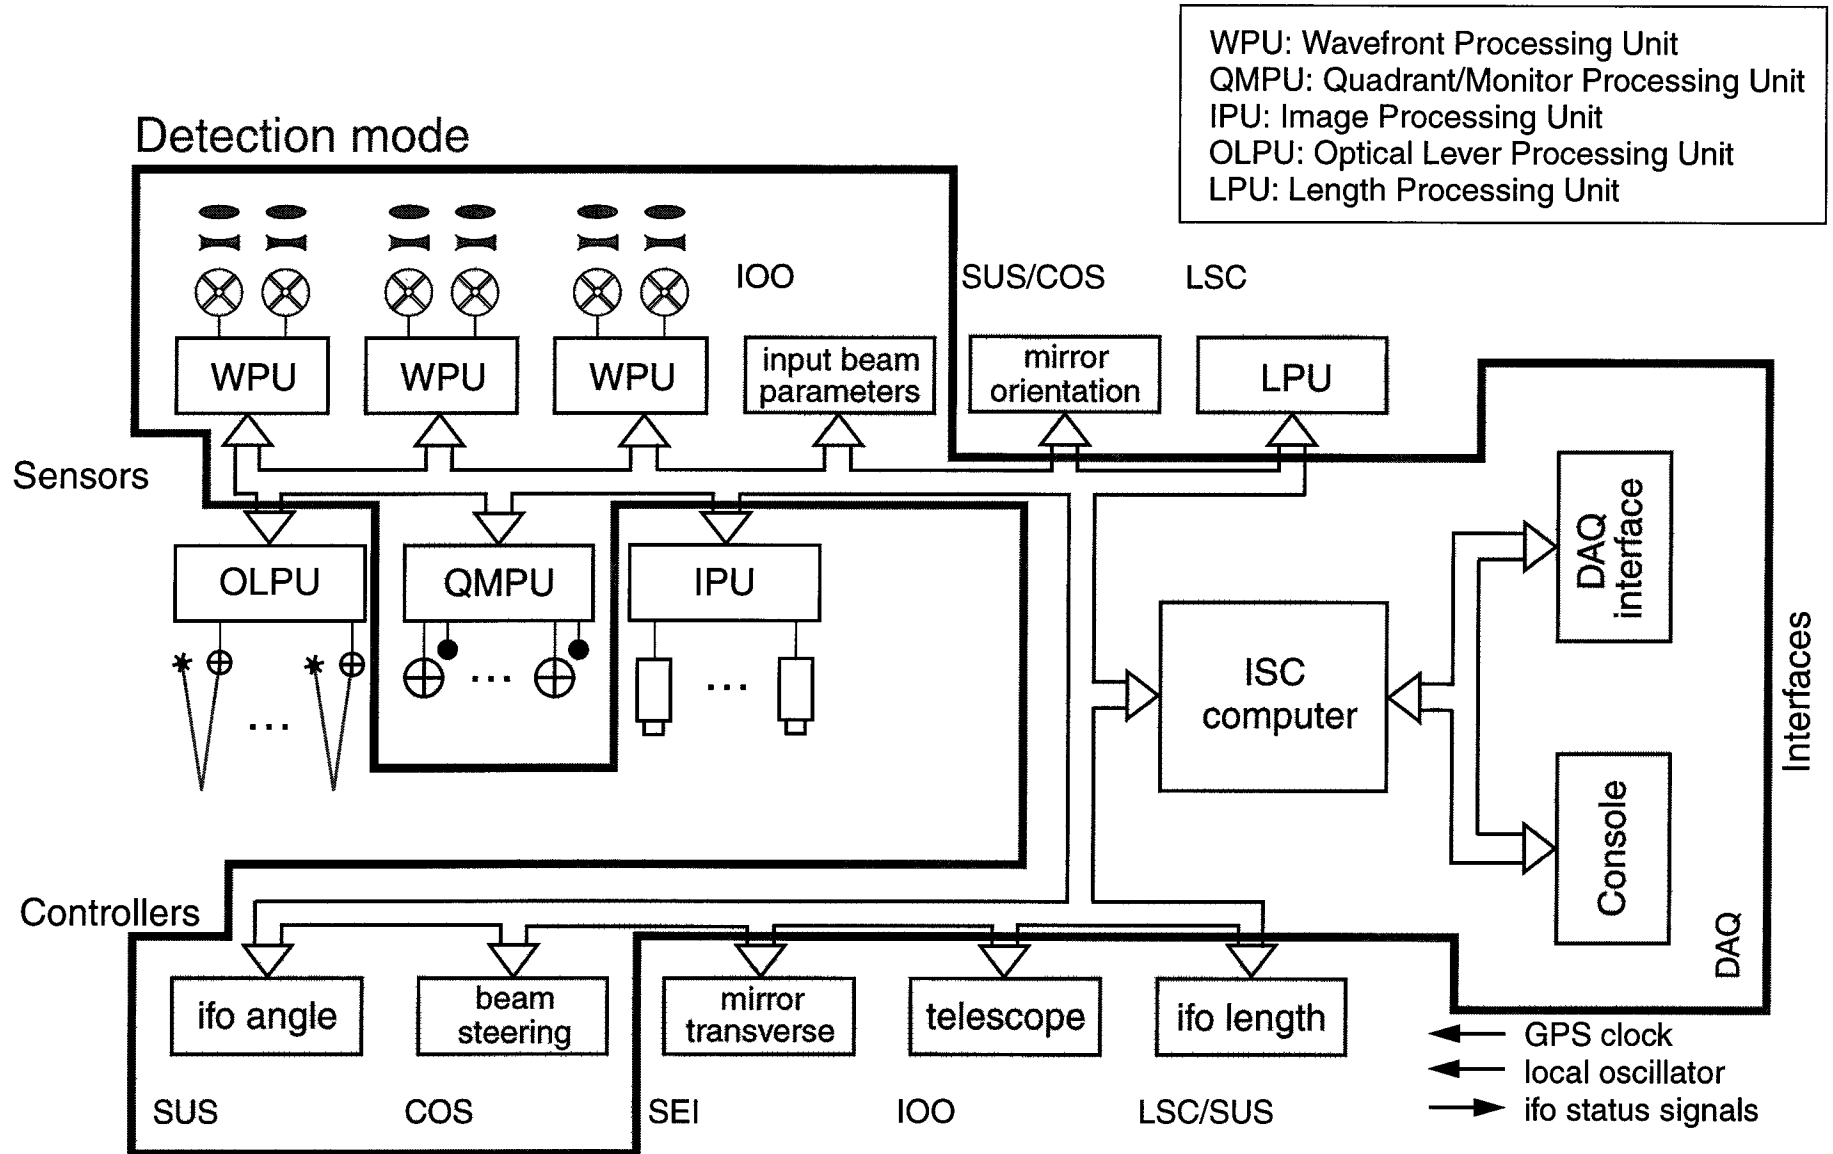 WPU: Wavefront Processing Unit
QMPU: Quadrant/Monitor Processing Unit
IPU: Image Processing Unit
OLPU: Optical Lever Processing Unit
LPU: Length Processing Unit
Detection mode
IOO
SUS/COS
LSC
WPU
WPU
WPU
input beam
parameters
mirror
orientation
LPU
Sensors
OLPU
QMPU
IPU
...
...
...
ISC
computer
DAQ
interface
Console
DAQ
Interfaces
Controllers
ifo angle
beam
steering
mirror
transverse
telescope
ifo length
SUS
COS
SEI
IOO
LSC/SUS
GPS clock
local oscillator
ifo status signals